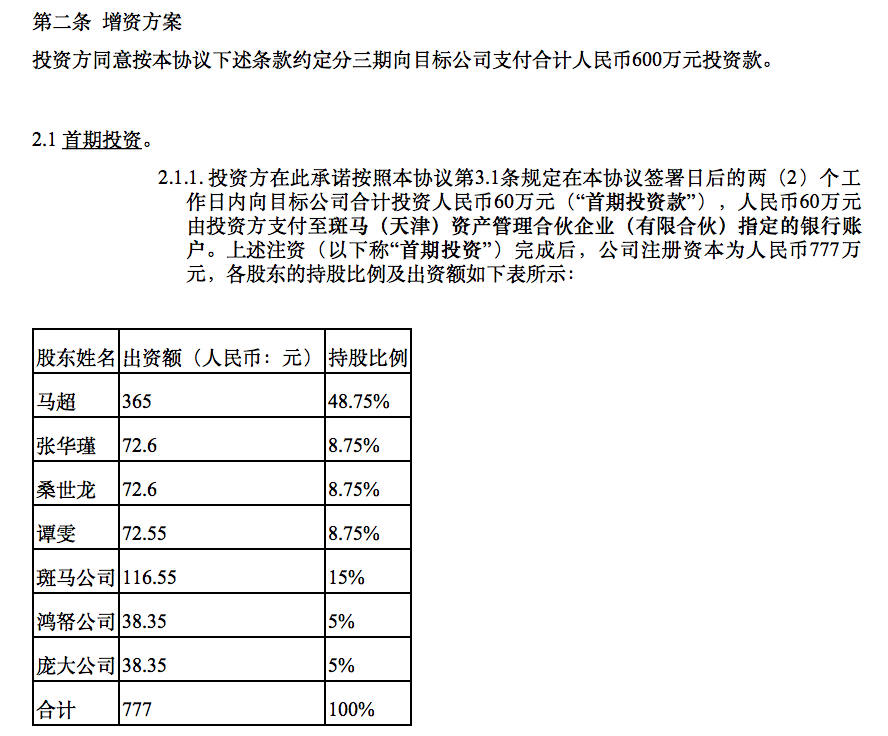 第二条 增资方案
投资方同意按本协议下述条款约定分三期向目标公司支付合计人民币600万元投资款。
2.1 首期投资。
2.1.1. 投资方在此承诺按照本协议第3.1条规定在本协议签署日后的两（2）个工
作日内向目标公司合计投资人民币60万元（“首期投资款”），人民币60万元
由投资方支付至斑马（天津）资产管理合伙企业（有限合伙）指定的银行账
户。上述注资（以下称“首期投资”）完成后，公司注册资本为人民币777万
元，各股东的持股比例及出资额如下表所示：
股东姓名 出资额（人民币：元） 持股比例
马超 365 48.75%
张华瑾 72.6 8.75%
桑世龙 72.6 8.75%
谭雯 72.55 8.75%
斑马公司 116.55 15%
鸿帑公司 38.35 5%
庞大公司 38.35 5%
合计 777 100%